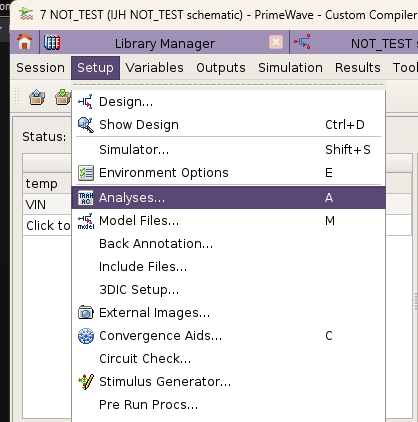 7 NOT_TEST (IJH NOT_TEST schematic) - PrimeWave - Custom Compiler
Library Manager
NOT_TEST
Session Setup Variables Outputs Simulation Results
Design...
Show Design Ctrl+D
Simulator... Shift+S
Environment Options E
Analyses... A
Model Files... M
Back Annotation...
Include Files...
3DIC Setup...
External Images...
Convergence Aids... C
Circuit Check...
Stimulus Generator...
Pre Run Procs...
Status:
temp
VIN
Click to